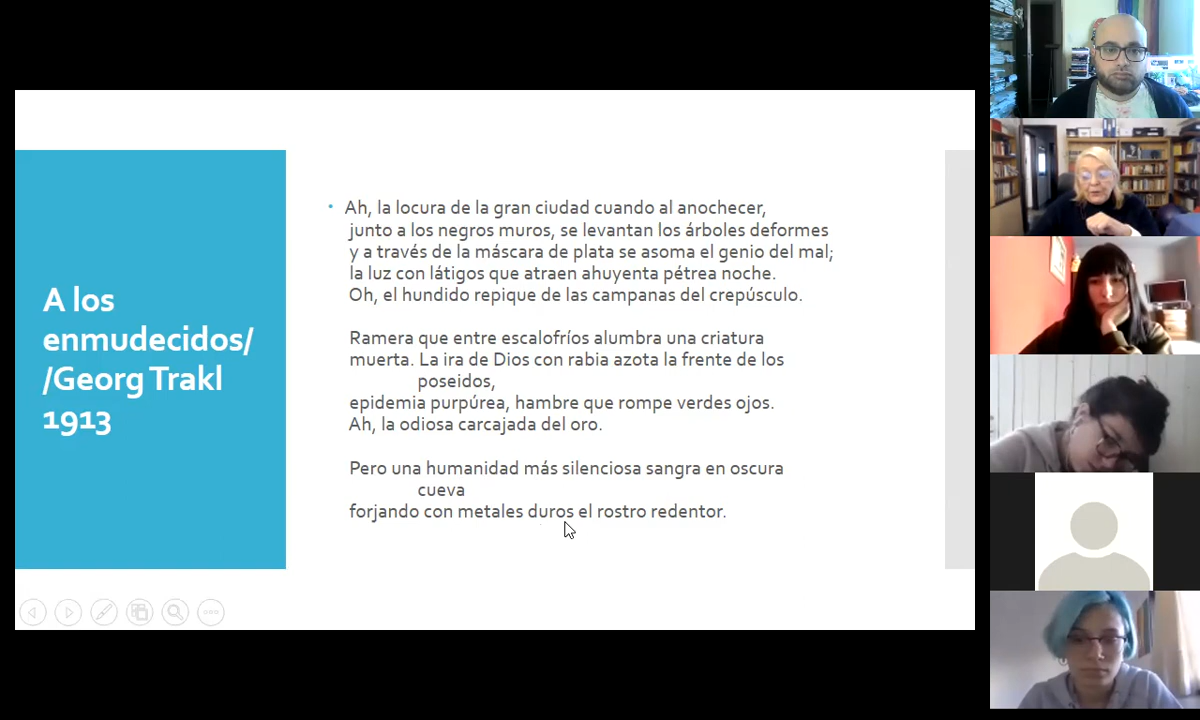 A los
enmudecidos/
/Georg Trakl
1913
• Ah, la locura de la gran ciudad cuando al anochecer,
junto a los negros muros, se levantan los árboles deformes
y a través de la máscara de plata se asoma el genio del mal;
la luz con látigos que atraen ahuyenta pétrea noche.
Oh, el hundido repique de las campanas del crepúsculo.
Ramera que entre escalofríos alumbra una criatura
muerta. La ira de Dios con rabia azota la frente de los
poseidos,
epidemia purpúrea, hambre que rompe verdes ojos.
Ah, la odiosa carcajada del oro.
Pero una humanidad más silenciosa sangra en oscura
cueva
forjando con metales duros el rostro redentor.